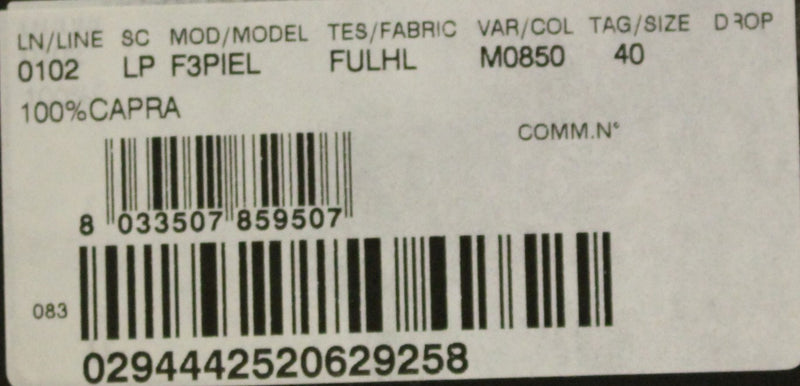 LN/LINE SC MOD/MODEL TES/FABRIC VAR/COL TAG/SIZE DROP
0102 LP F3PIEL FULHL M0850 40
100%CAPRA
COMM.N°
8 033507 859507
083
0294442520629258